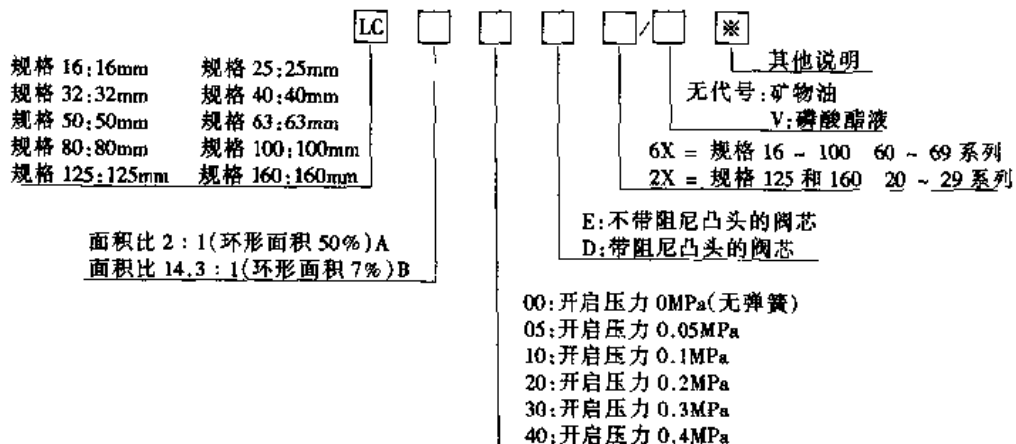 LC □ □ □ □/□ ※
规格 16:16mm 规格 25:25mm
规格 32:32mm 规格 40:40mm
规格 50:50mm 规格 63:63mm
规格 80:80mm 规格 100:100mm
规格 125:125mm 规格 160:160mm
其他说明
无代号:矿物油
V:磷酸酯液
6X = 规格 16 ~ 100 60 ~ 69 系列
2X = 规格 125 和 160 20 ~ 29 系列
E:不带阻尼凸头的阀芯
D:带阻尼凸头的阀芯
面积比 2:1(环形面积 50%)A
面积比 14.3:1(环形面积 7%)B
00:开启压力 0MPa(无弹簧)
05:开启压力 0.05MPa
10:开启压力 0.1MPa
20:开启压力 0.2MPa
30:开启压力 0.3MPa
40:开启压力 0.4MPa